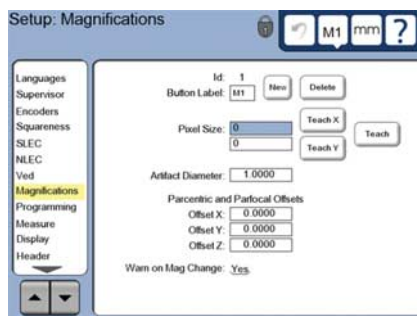 Setup: Magnifications
M1 mm ?
Languages
Supervisor
Encoders
Squareness
SLEC
NLEC
Ved
Magnifications
Programming
Measure
Display
Header
Id: 1
Button Label: M1 New Delete
Pixel Size: 0 Teach X
0 Teach Y
Teach
Artifact Diameter: 1.0000
Parcentric and Parfocal Offsets
Offset X: 0.0000
Offset Y: 0.0000
Offset Z: 0.0000
Warn on Mag Change: Yes